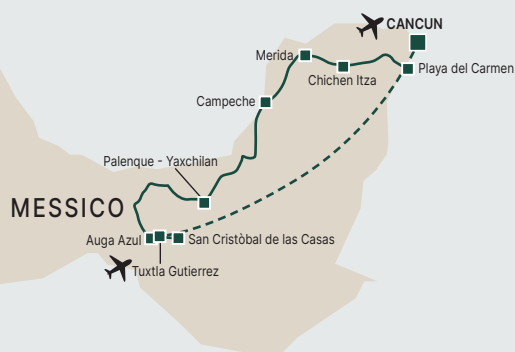 CANCUN
Merida
Playa del Carmen
Chichen Itza
Campeche
Palenque - Yaxchilan
MESSICO
Auga Azul
San Cristòbal de las Casas
Tuxtla Gutierrez